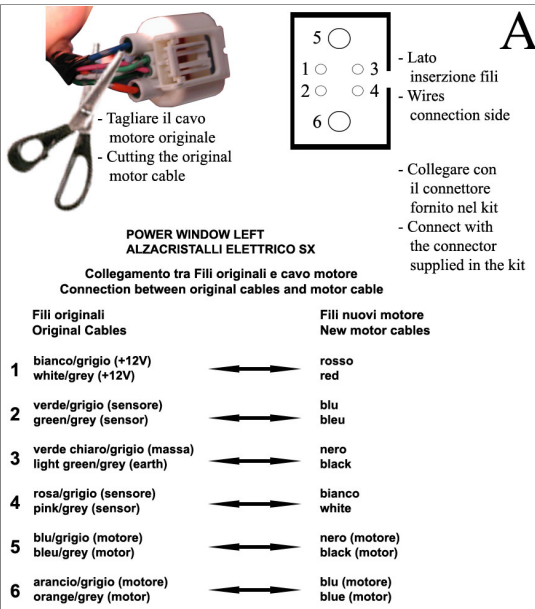 A
5
1 3
2 4
6
- Lato
inserzione fili
- Wires
connection side
- Tagliare il cavo
motore originale
- Cutting the original
motor cable
- Collegare con
il connettore
fornito nel kit
- Connect with
the connector
supplied in the kit
POWER WINDOW LEFT
ALZACRISTALLI ELETTRICO SX
Collegamento tra Fili originali e cavo motore
Connection between original cables and motor cable
Fili originali
Original Cables
Fili nuovi motore
New motor cables
1
bianco/grigio (+12V)
white/grey (+12V)
rosso
red
2
verde/grigio (sensore)
green/grey (sensor)
blu
bleu
3
verde chiaro/grigio (massa)
light green/grey (earth)
nero
black
4
rosa/grigio (sensore)
pink/grey (sensor)
bianco
white
5
blu/grigio (motore)
bleu/grey (motor)
nero (motore)
black (motor)
6
arancio/grigio (motore)
orange/grey (motor)
blu (motore)
blue (motor)